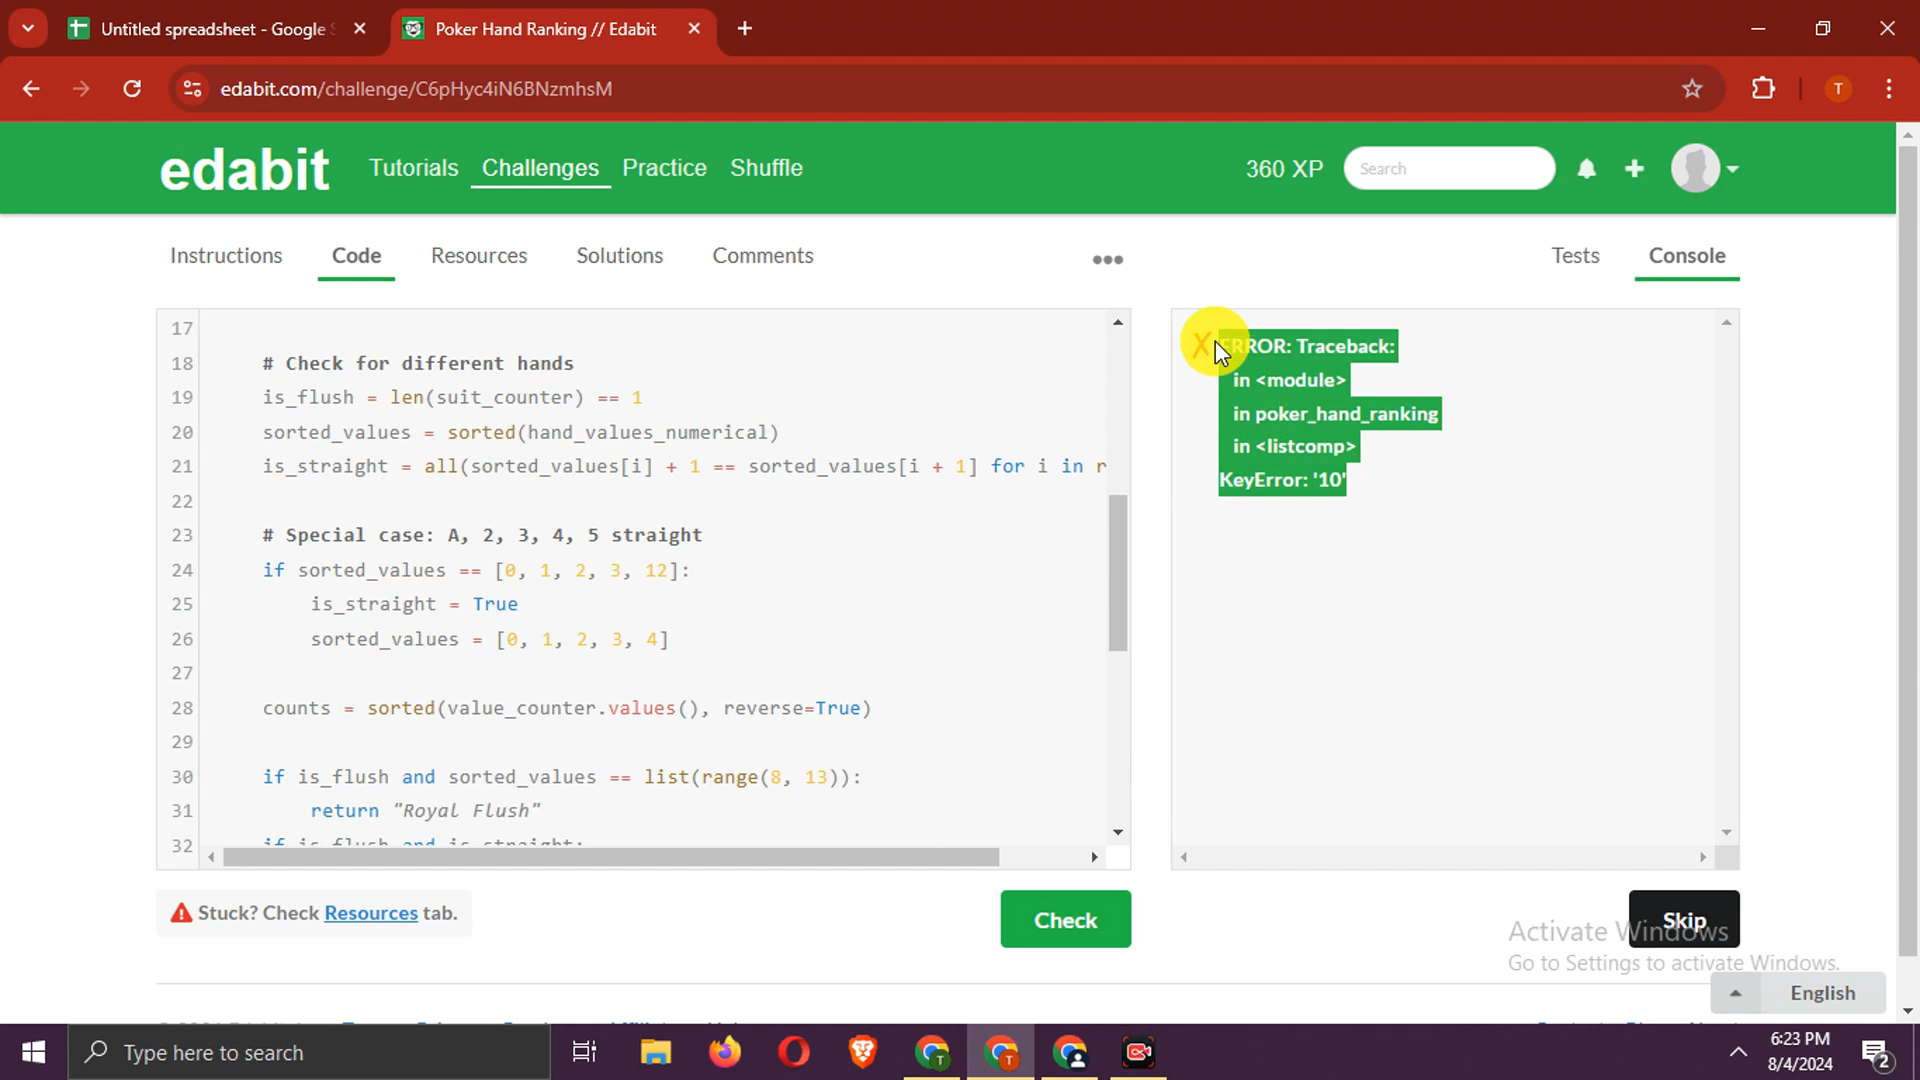 Untitled spreadsheet - Google S
Poker Hand Ranking // Edabit
edabit.com/challenge/C6pHyc4iN6BNzmhsM
T
edabit
Tutorials Challenges Practice Shuffle
360 XP
Search
Instructions Code Resources Solutions Comments
Tests Console
17
18 # Check for different hands
19 is_flush = len(suit_counter) == 1
20 sorted_values = sorted(hand_values_numerical)
21 is_straight = all(sorted_values[i] + 1 == sorted_values[i + 1] for i in r
22
23 # Special case: A, 2, 3, 4, 5 straight
24 if sorted_values == [0, 1, 2, 3, 12]:
25 is_straight = True
26 sorted_values = [0, 1, 2, 3, 4]
27
28 counts = sorted(value_counter.values(), reverse=True)
29
30 if is_flush and sorted_values == list(range(8, 13)):
31 return "Royal Flush"
32 if is_flush and is_straight:
X ERROR: Traceback:
in <module>
in poker_hand_ranking
in <listcomp>
KeyError: '10'
Stuck? Check Resources tab.
Check
Skip
Activate Windows
Go to Settings to activate Windows.
English
Type here to search
6:23 PM
8/4/2024
2